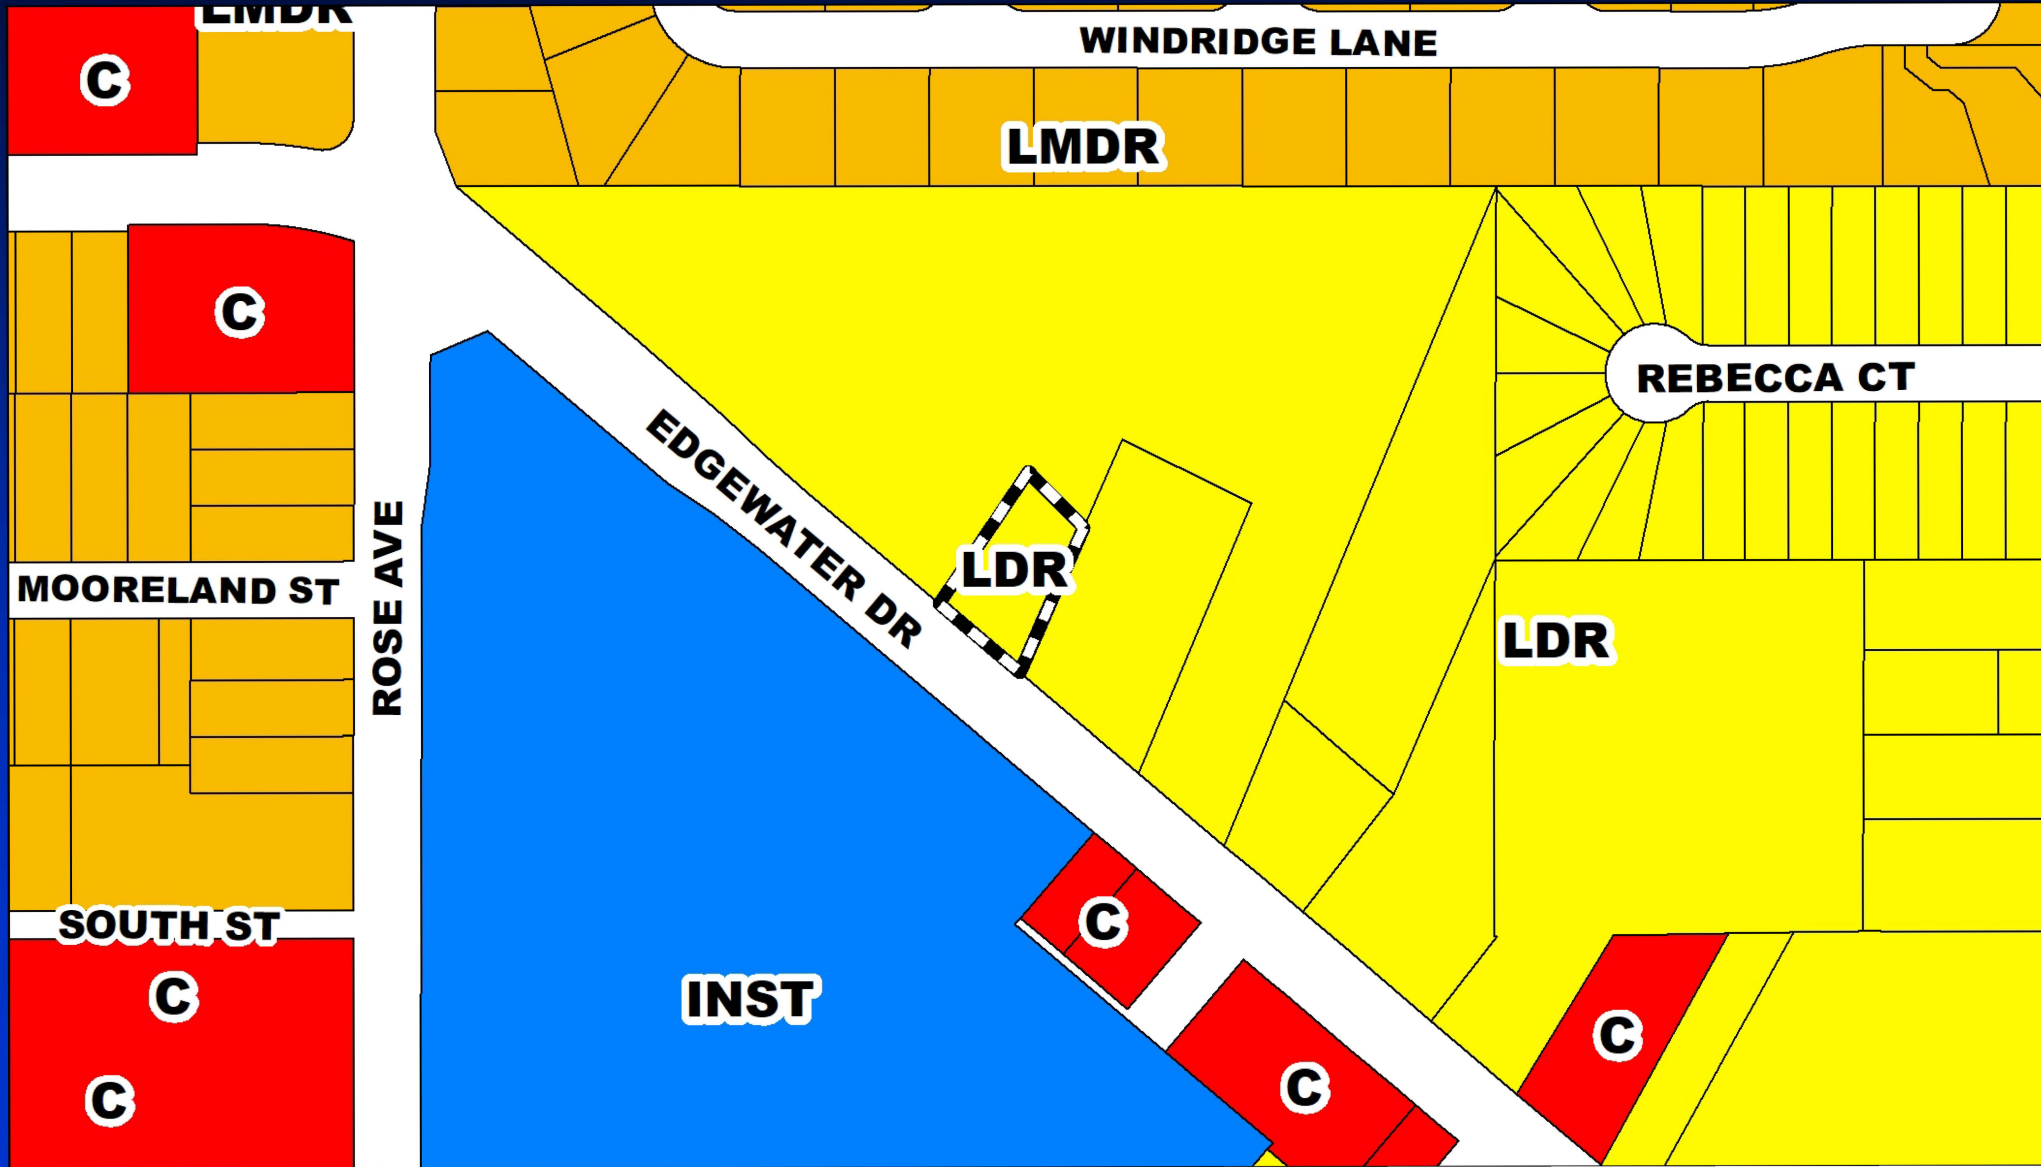 LMDR
C
WINDRIDGE LANE
LMDR
C
REBECCA CT
EDGEWATER DR
LDR
MOORELAND ST
ROSE AVE
LDR
SOUTH ST
C
C
INST
C
C
C
C